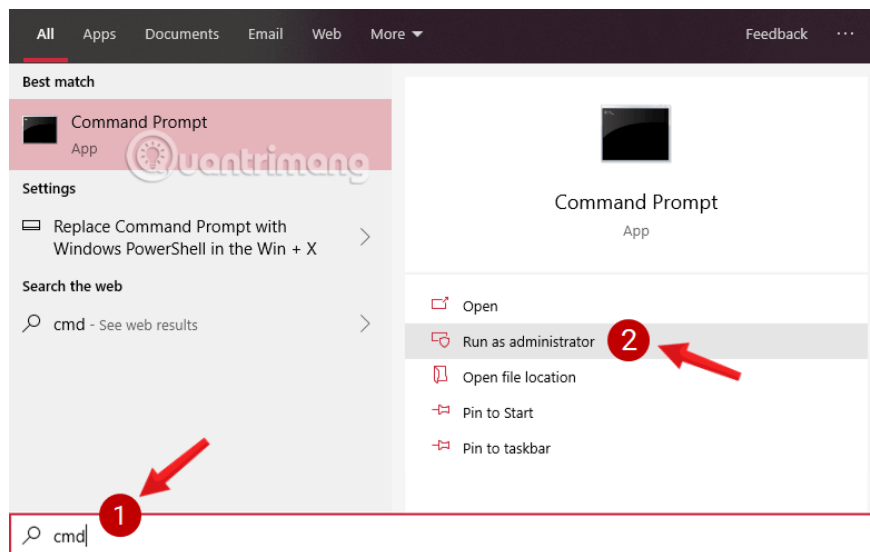 All Apps Documents Email Web More Feedback ...
Best match
Command Prompt
App
Quantrimang
Settings
Replace Command Prompt with
Windows PowerShell in the Win + X
Search the web
cmd - See web results
Command Prompt
App
Open
Run as administrator 2
Open file location
Pin to Start
Pin to taskbar
1
cmd